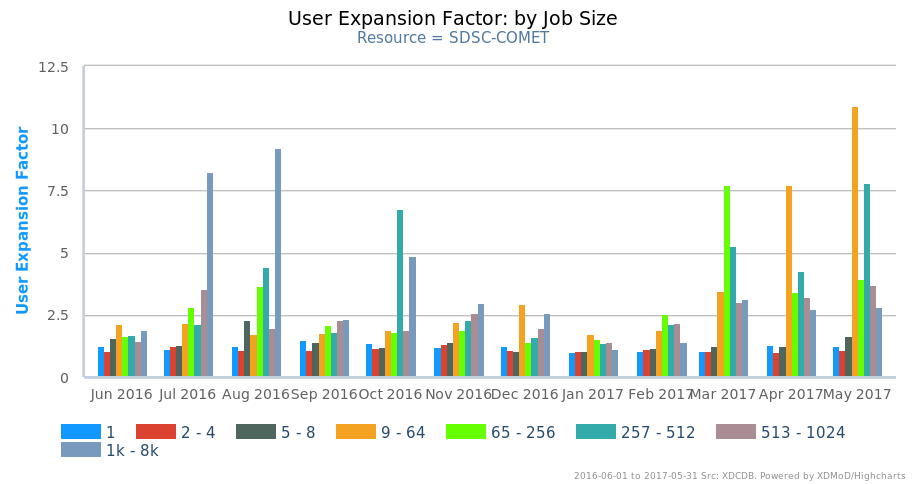 User Expansion Factor: by Job Size
Resource = SDSC-COMET
User Expansion Factor
12.5
10
7.5
5
2.5
0
Jun 2016 Jul 2016 Aug 2016 Sep 2016 Oct 2016 Nov 2016 Dec 2016 Jan 2017 Feb 2017 Mar 2017 Apr 2017 May 2017
1 2 - 4 5 - 8 9 - 64 65 - 256 257 - 512 513 - 1024
1k - 8k
2016-06-01 to 2017-05-31 Src: XDCDB. Powered by XDMoD/Highcharts